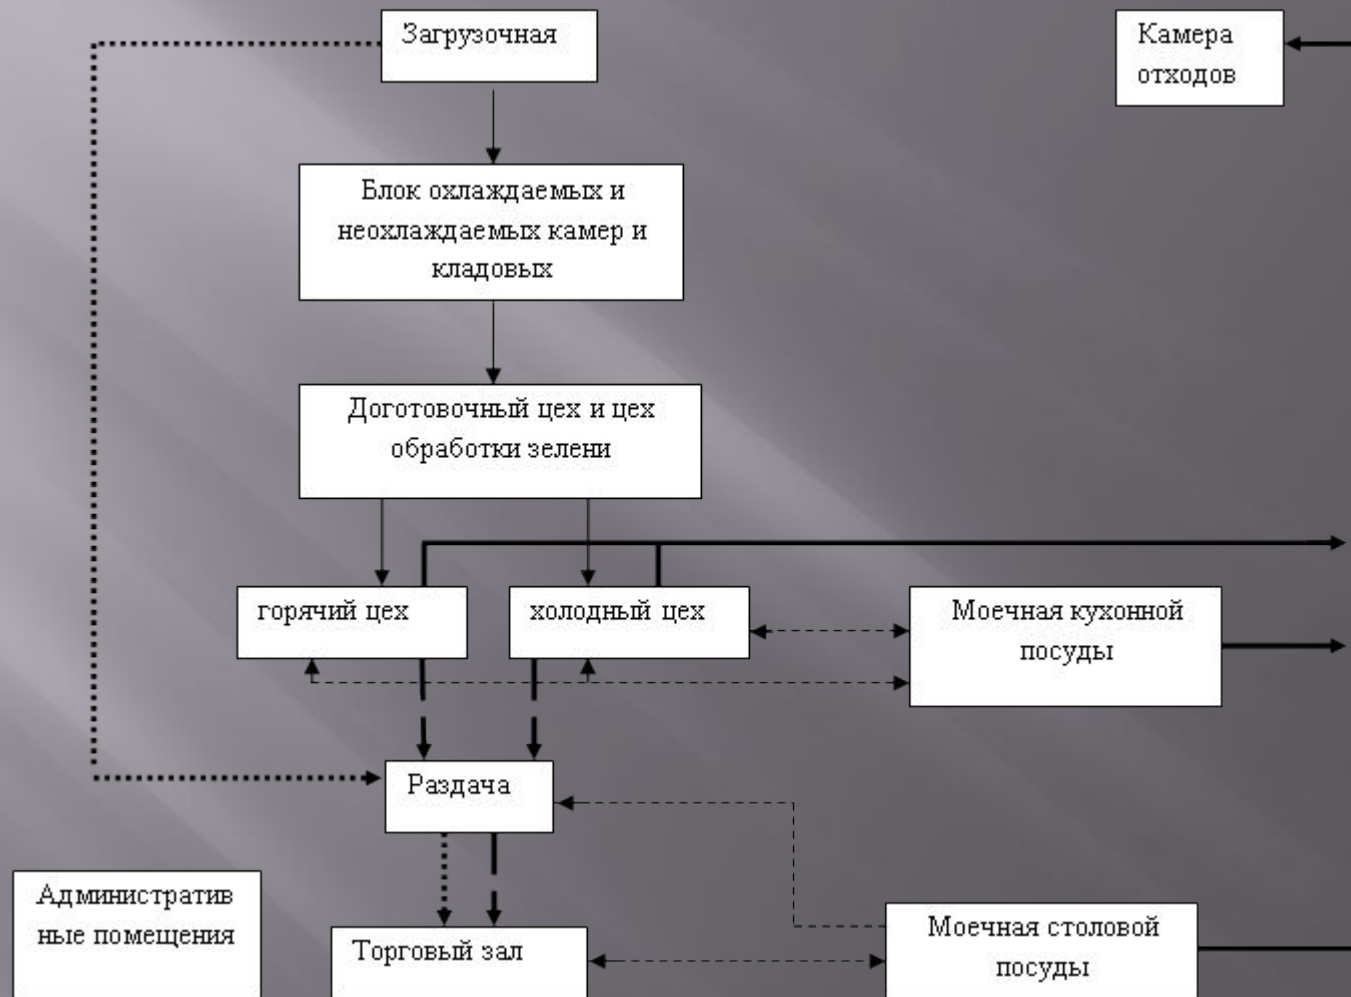 Загрузочная
Камера
отходов
Блок охлаждаемых и
неохлаждаемых камер и
кладовых
Доготовочный цех и цех
обработки зелени
горячий цех
холодный цех
Моечная кухонной
посуды
Раздача
Административ
ные помещения
Торговый зал
Моечная столовой
посуды